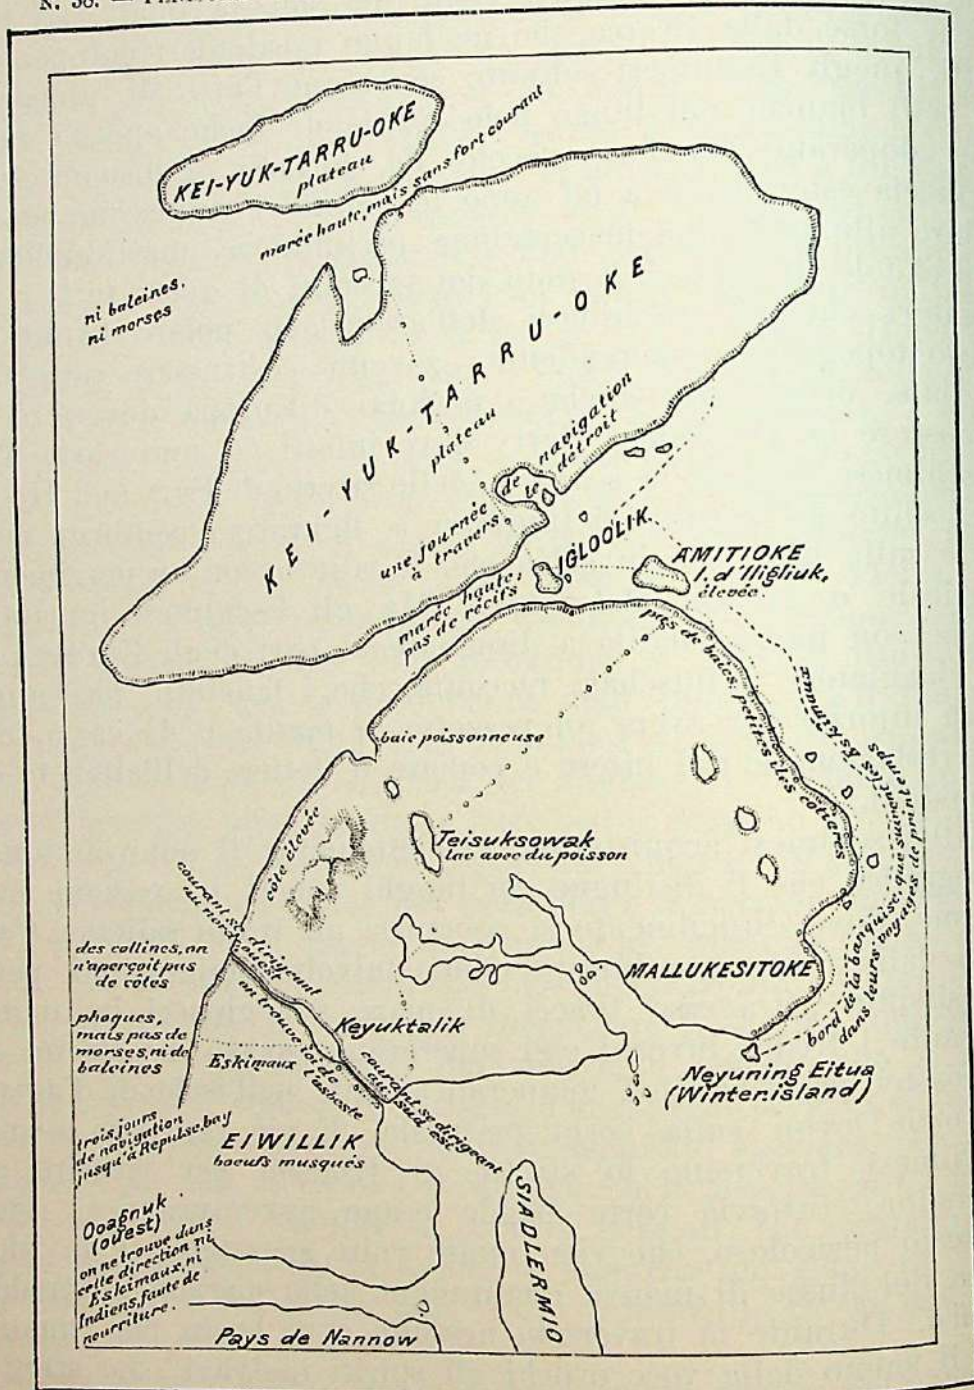 N. 38. —
KEI-YUK-TARRU-OKE
plateau
marée haute, mais sans fort courant
ni baleines,
ni morses
KEI-YUK-TARRU-OKE
plateau
une journée de navigation
à travers le détroit
IGLOOLIK
AMITIOKE
I. d'Iligliuk,
élevée.
marée haute;
pas de récifs
pas de baies; petites îles côtières
baie poissonneuse
côte élevée
Teisuksowak
lac avec du poisson
bord de la banquise, que suivent les Eskimaux
dans leurs voyages de printemps
courant se dirigeant
au nord ouest
des collines, on
n'aperçoit pas
de côtes
MALLUKESITOKE
phoques,
mais pas de
morses, ni de
baleines
Keyuktalik
Eskimaux
on trouve ici de
l'asbeste
courant se dirigeant
au sud est
Neyuning Eitua
(Winter.island)
trois jours
de navigation
jusqu'à Repulse.bay
EIWILLIK
boeufs musqués
SIADLERMIO
Ooagnuk
(ouest)
on ne trouve dans
cette direction ni
Eskimaux, ni
Indiens, faute de
nourriture.
Pays de Nannow